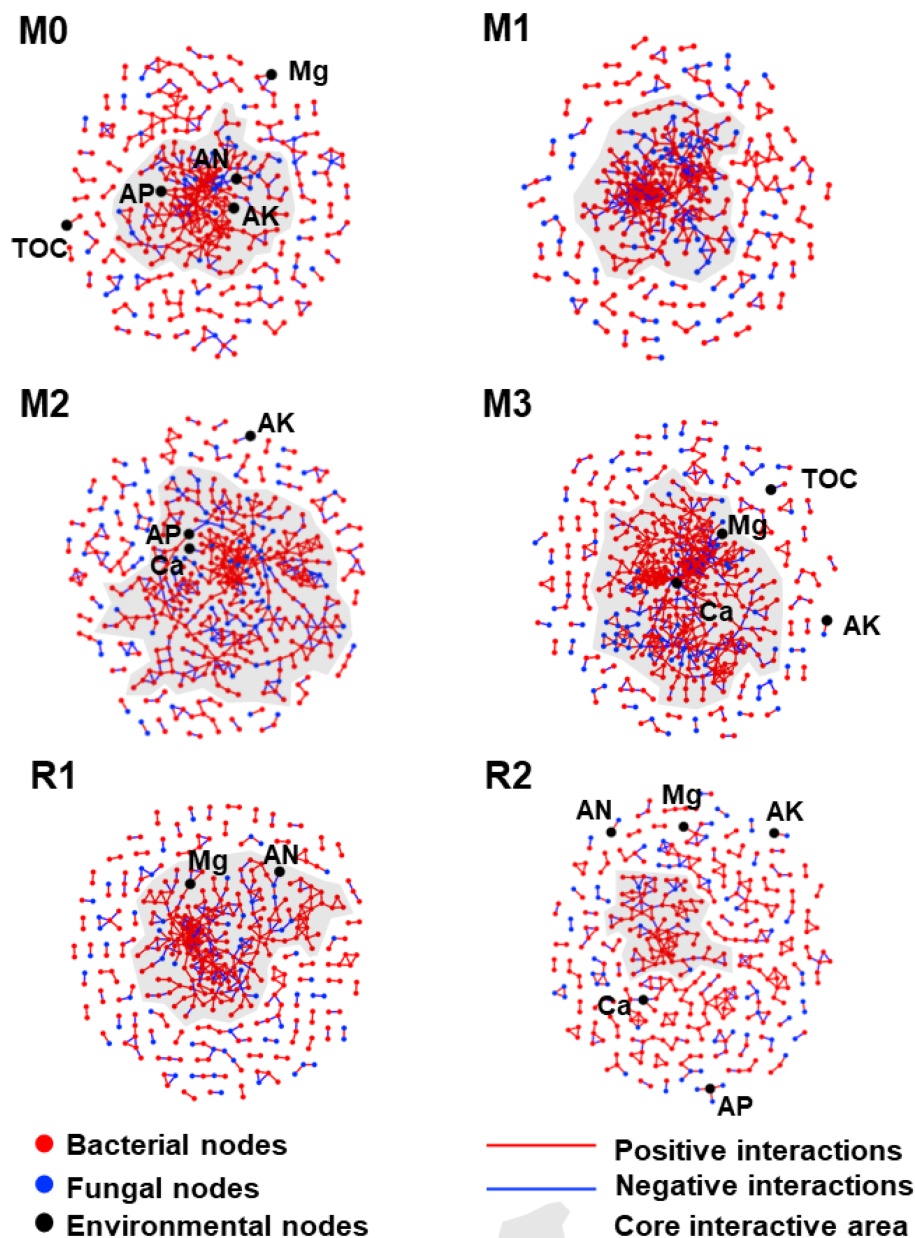 M0
Mg
AN
AP
AK
TOC
M1
M2
AK
AP
Ca
M3
TOC
Mg
Ca
AK
R1
Mg
AN
R2
AN
Mg
AK
Ca
AP
Bacterial nodes
Fungal nodes
Environmental nodes
Positive interactions
Negative interactions
Core interactive area